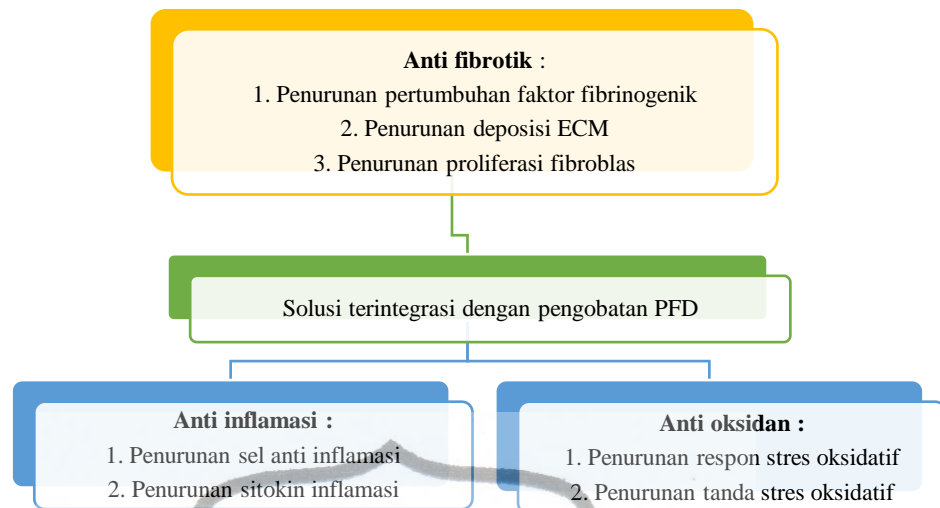 Anti fibrotik :
1. Penurunan pertumbuhan faktor fibrinogenik
2. Penurunan deposisi ECM
3. Penurunan proliferasi fibroblas
Solusi terintegrasi dengan pengobatan PFD
Anti inflamasi :
1. Penurunan sel anti inflamasi
2. Penurunan sitokin inflamasi
Anti oksidan :
1. Penurunan respon stres oksidatif
2. Penurunan tanda stres oksidatif